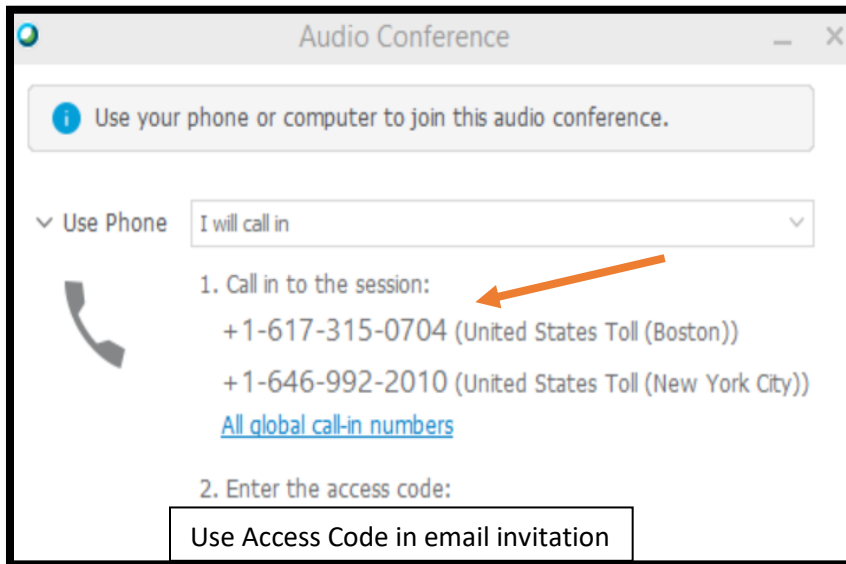 Audio Conference
Use your phone or computer to join this audio conference.
Use Phone I will call in
1. Call in to the session:
+1-617-315-0704 (United States Toll (Boston))
+1-646-992-2010 (United States Toll (New York City))
All global call-in numbers
2. Enter the access code:
Use Access Code in email invitation